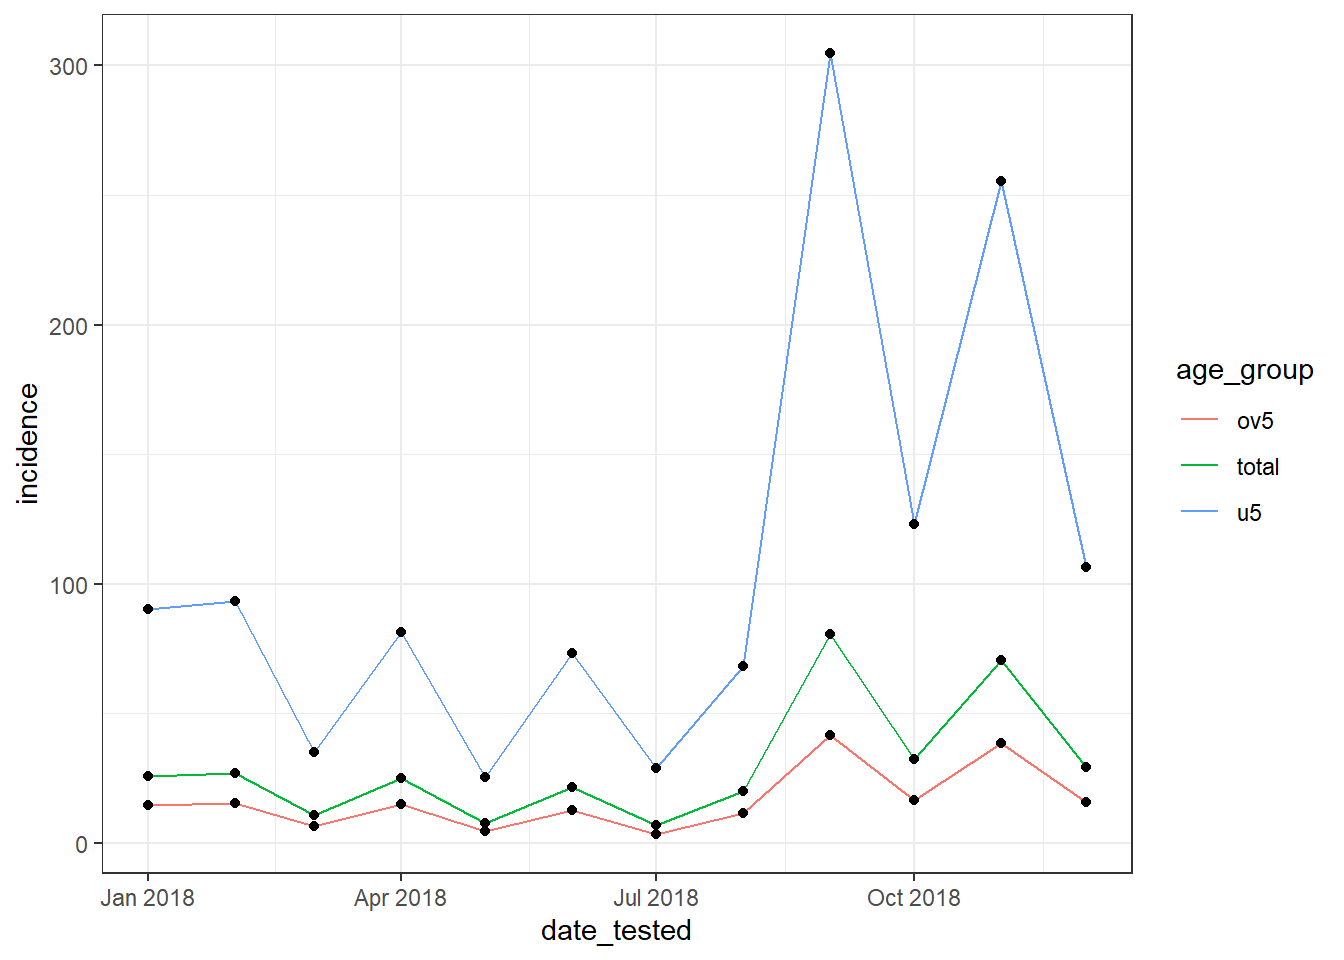 300
200
100
0
incidence
Jan 2018
Apr 2018
Jul 2018
Oct 2018
date_tested
age_group
ov5
total
u5